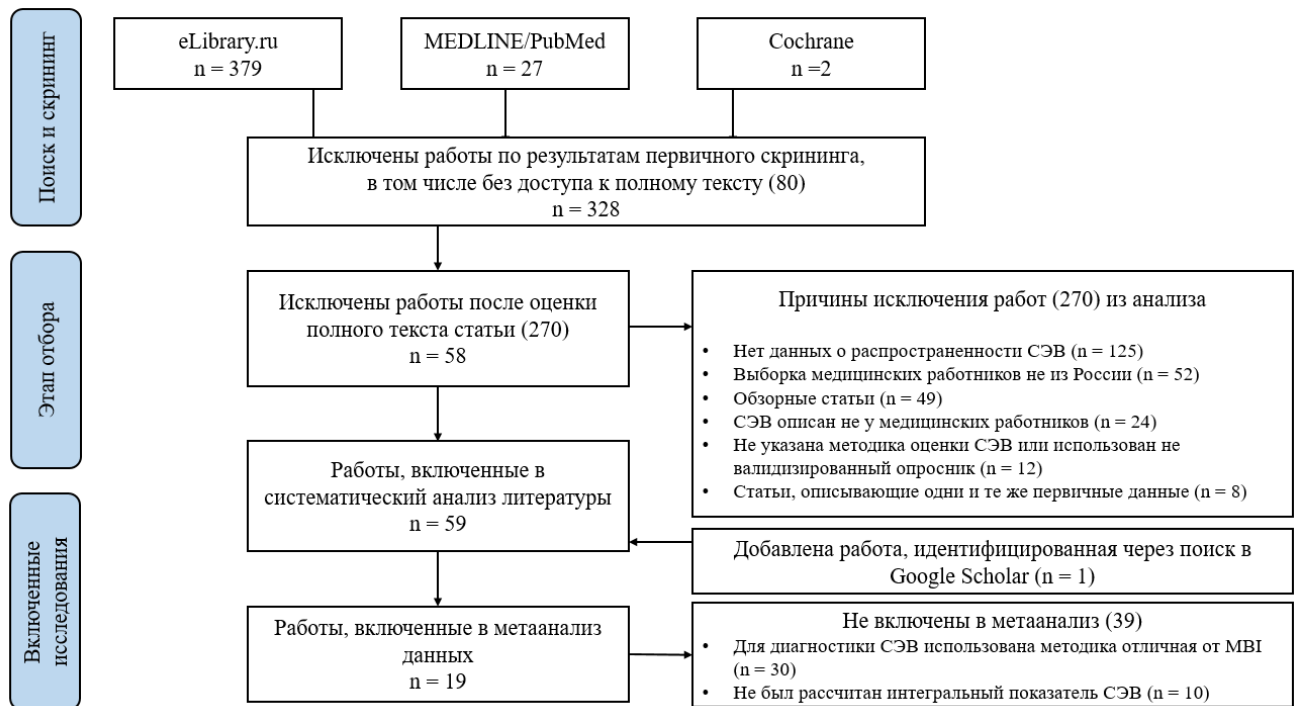 Поиск и скрининг
eLibrary.ru
n = 379
MEDLINE/PubMed
n = 27
Cochrane
n =2
Исключены работы по результатам первичного скрининга,
в том числе без доступа к полному тексту (80)
n = 328
Этап отбора
Исключены работы после оценки
полного текста статьи (270)
n = 58
Причины исключения работ (270) из анализа
• Нет данных о распространенности СЭВ (n = 125)
• Выборка медицинских работников не из России (n = 52)
• Обзорные статьи (n = 49)
• СЭВ описан не у медицинских работников (n = 24)
• Не указана методика оценки СЭВ или использован не
валидизированный опросник (n = 12)
• Статьи, описывающие одни и те же первичные данные (n = 8)
Работы, включенные в
систематический анализ литературы
n = 59
Включенные
исследования
Добавлена работа, идентифицированная через поиск в
Google Scholar (n = 1)
Работы, включенные в метаанализ
данных
n = 19
Не включены в метаанализ (39)
• Для диагностики СЭВ использована методика отличная от MBI
(n = 30)
• Не был рассчитан интегральный показатель СЭВ (n = 10)